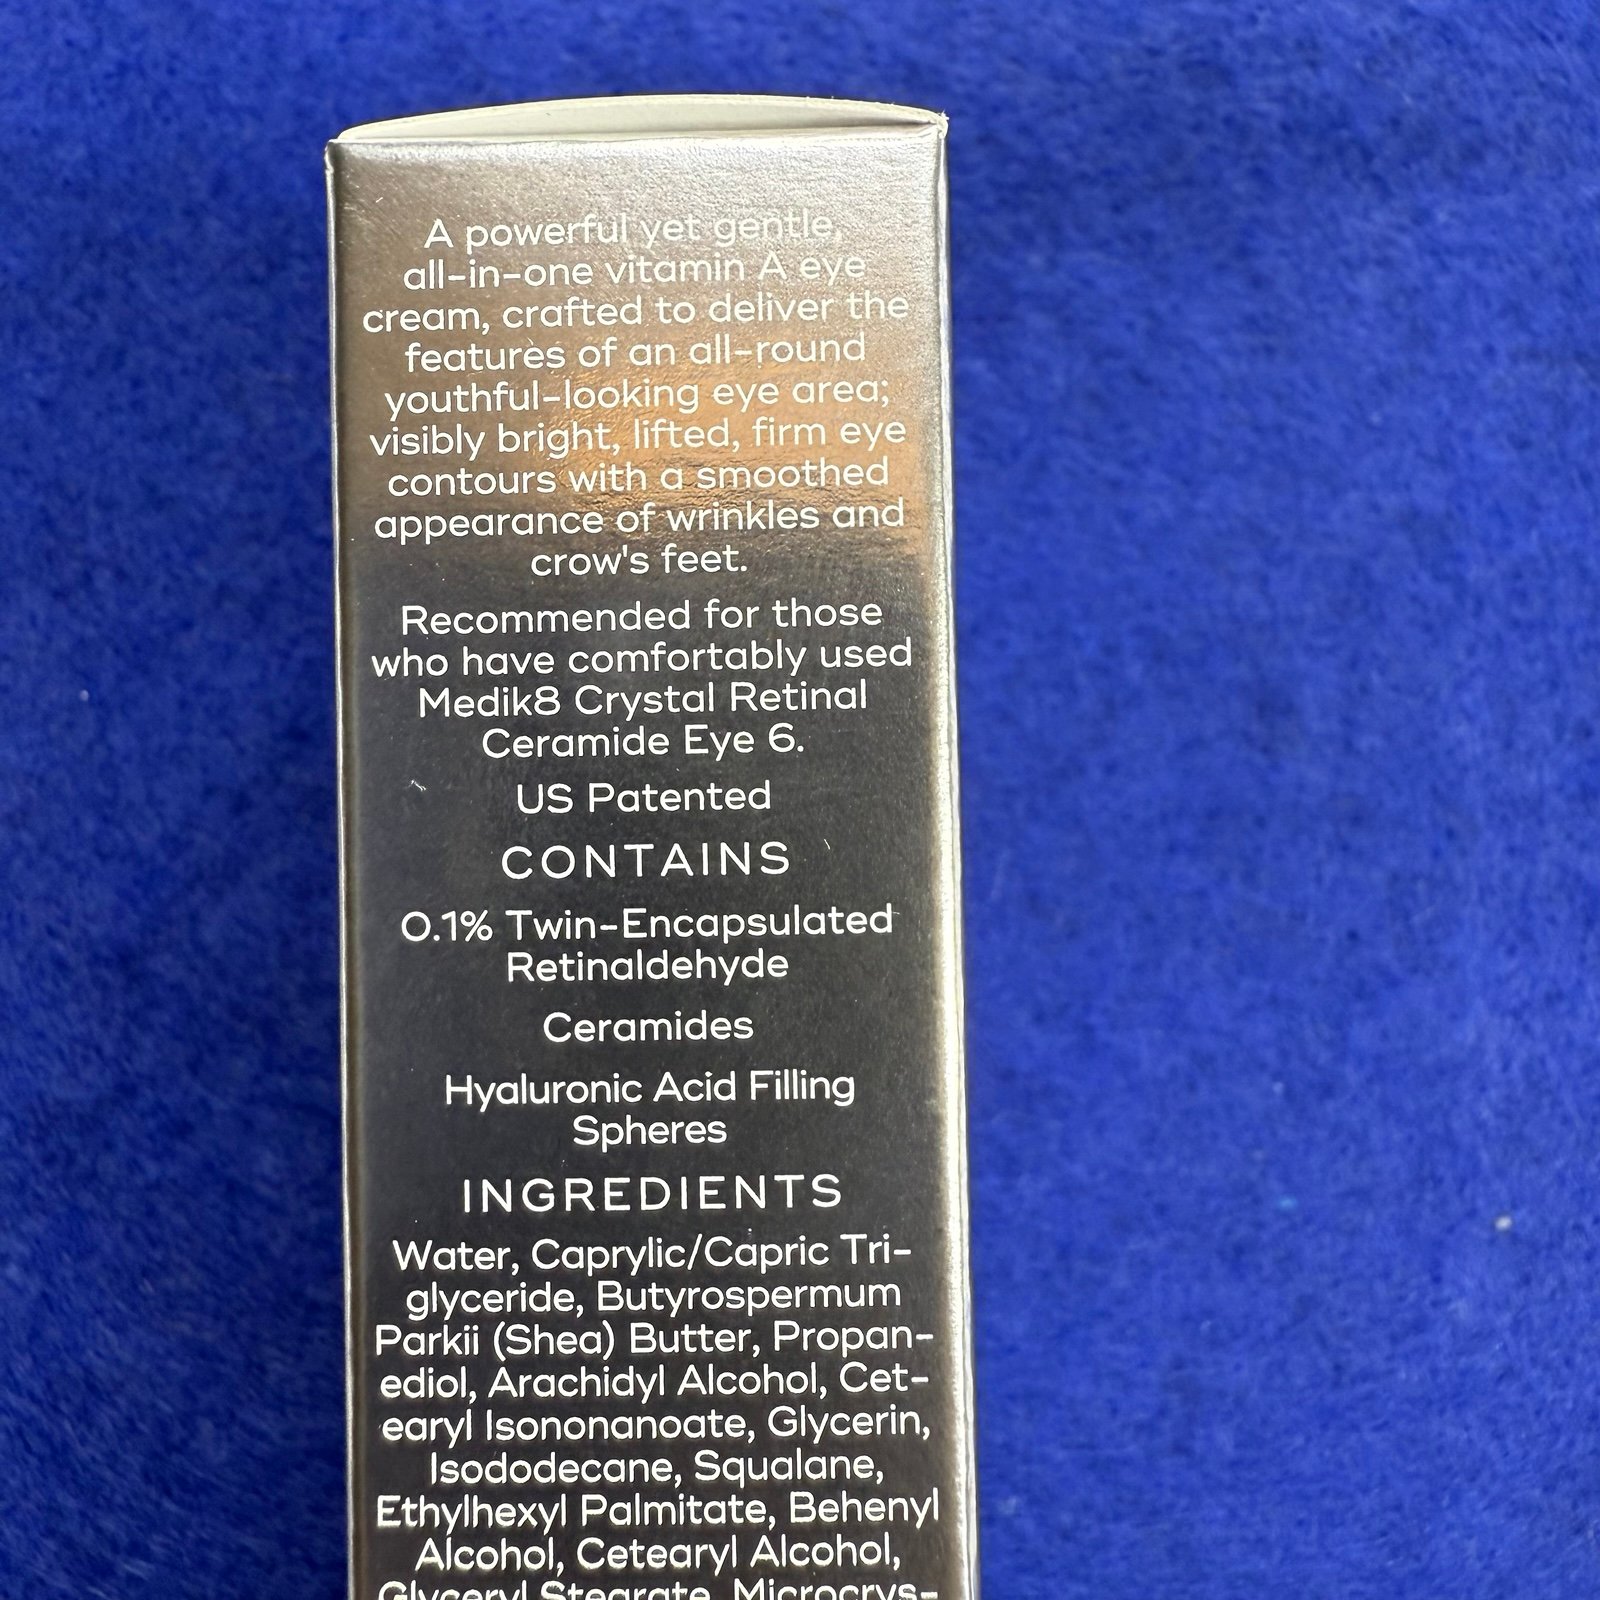 A powerful yet gentle,
all-in-one vitamin A eye
cream, crafted to deliver the
features of an all-round
youthful-looking eye area;
visibly bright, lifted, firm eye
contours with a smoothed
appearance of wrinkles and
crow's feet.
Recommended for those
who have comfortably used
Medik8 Crystal Retinal
Ceramide Eye 6.
US Patented
CONTAINS
0.1% Twin-Encapsulated
Retinaldehyde
Ceramides
Hyaluronic Acid Filling
Spheres
INGREDIENTS
Water, Caprylic/Capric Tri-
glyceride, Butyrospermum
Parkii (Shea) Butter, Propan-
ediol, Arachidyl Alcohol, Cet-
earyl Isononanoate, Glycerin,
Isododecane, Squalane,
Ethylhexyl Palmitate, Behenyl
Alcohol, Cetearyl Alcohol,
Glyceryl Stearate, Microcrys-